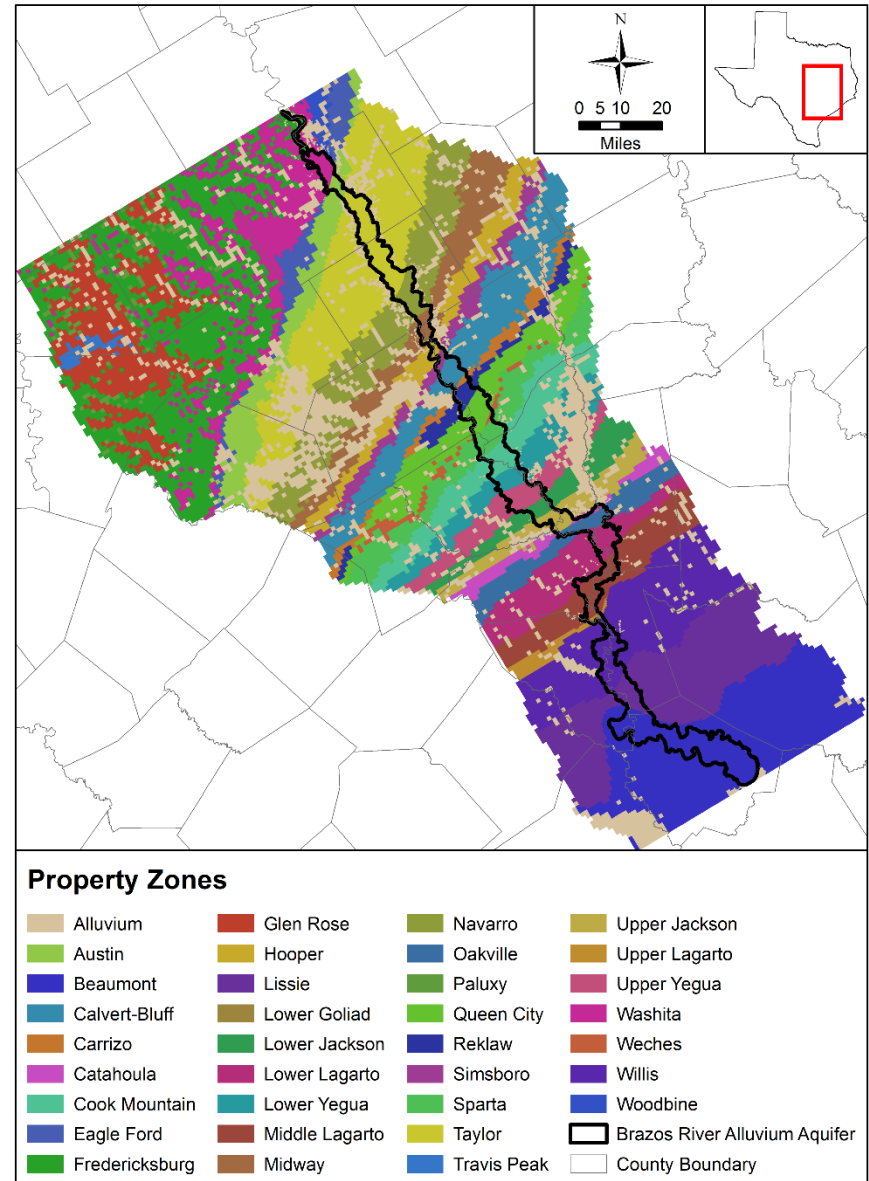 N
0 5 10 20
Miles
Property Zones
Alluvium
Austin
Beaumont
Calvert-Bluff
Carrizo
Catahoula
Cook Mountain
Eagle Ford
Fredericksburg
Glen Rose
Hooper
Lissie
Lower Goliad
Lower Jackson
Lower Lagarto
Lower Yegua
Middle Lagarto
Midway
Navarro
Oakville
Paluxy
Queen City
Reklaw
Simsboro
Sparta
Taylor
Travis Peak
Upper Jackson
Upper Lagarto
Upper Yegua
Washita
Weches
Willis
Woodbine
Brazos River Alluvium Aquifer
County Boundary